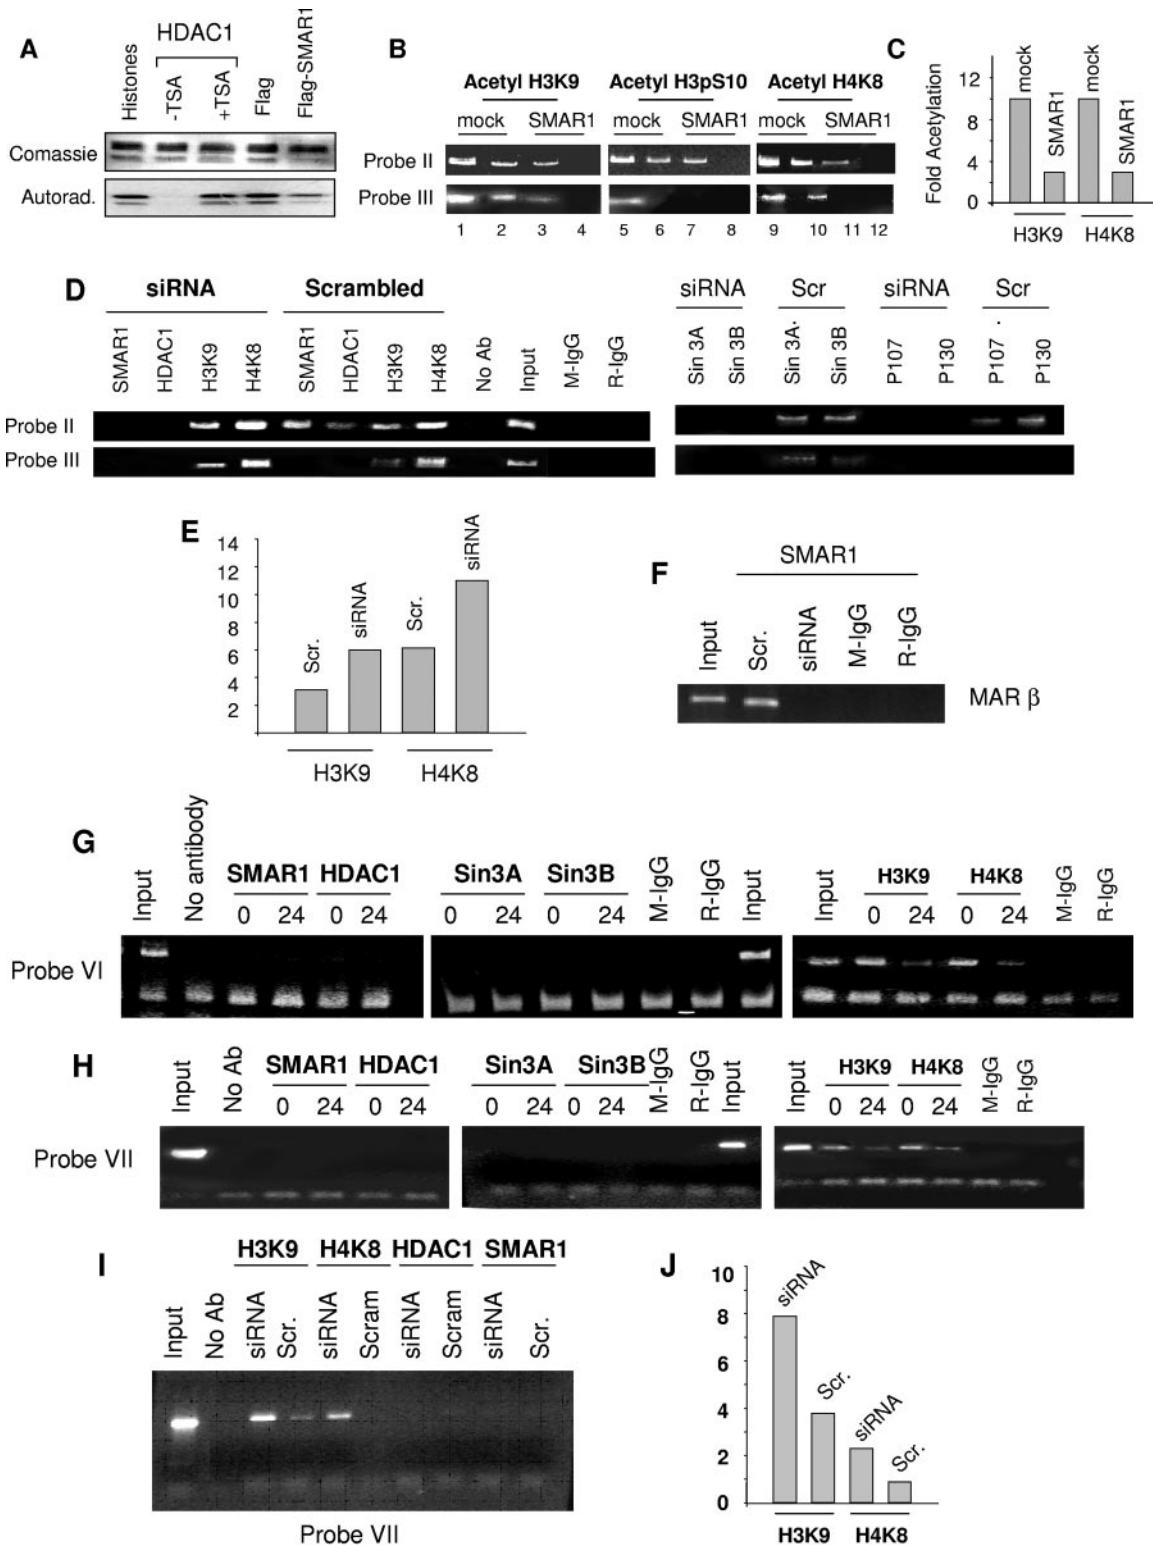 A
HDAC1
Histones
-TSA
+TSA
Flag
Flag-SMAR1
Comassie
Autorad.
B
Acetyl H3K9 Acetyl H3pS10 Acetyl H4K8
mock SMAR1 mock SMAR1 mock SMAR1
Probe II
Probe III
1 2 3 4 5 6 7 8 9 10 11 12
C
Fold Acetylation
12
8
4
0
mock
SMAR1
mock
SMAR1
H3K9 H4K8
D
siRNA Scrambled
SMAR1
HDAC1
H3K9
H4K8
SMAR1
HDAC1
H3K9
H4K8
No Ab
Input
M-IgG
R-IgG
Probe II
Probe III
siRNA Scr siRNA Scr
Sin 3A
Sin 3B
Sin 3A.
Sin 3B
P107
P130
P107 .
P130
E
14
12
10
8
6
4
2
Scr.
siRNA
Scr.
siRNA
H3K9 H4K8
F
SMAR1
Input
Scr.
siRNA
M-IgG
R-IgG
MAR β
G
Input
No antibody
SMAR1 HDAC1
0 24 0 24
Sin3A Sin3B
0 24 0 24
M-IgG
R-IgG
Input
Input
H3K9 H4K8
0 24 0 24
M-IgG
R-IgG
Probe VI
H
Input
No Ab
SMAR1 HDAC1
0 24 0 24
Sin3A Sin3B
0 24 0 24
M-IgG
R-IgG
Input
Input
H3K9 H4K8
0 24 0 24
M-IgG
R-IgG
Probe VII
I
H3K9 H4K8 HDAC1 SMAR1
Input
No Ab
siRNA
Scr.
siRNA
Scram
siRNA
Scram
siRNA
Scr.
Probe VII
J
10
8
6
4
2
0
siRNA
Scr.
siRNA
Scr.
H3K9 H4K8